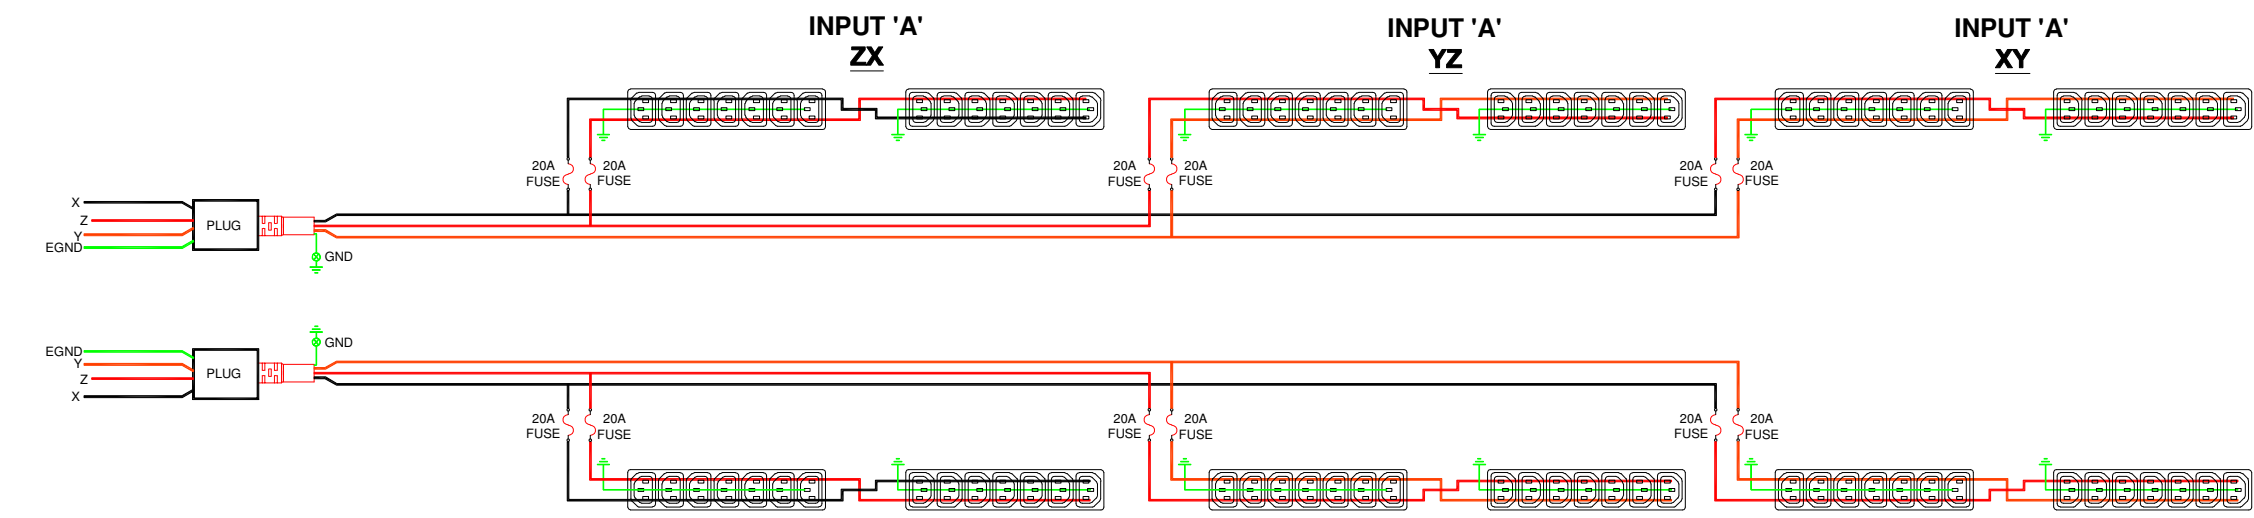 INPUT 'A'
ZX
INPUT 'A'
YZ
INPUT 'A'
XY
20A
FUSE
20A
FUSE
20A
FUSE
20A
FUSE
20A
FUSE
20A
FUSE
X
Z
Y
EGND
PLUG
GND
EGND
Y
Z
X
PLUG
GND
20A
FUSE
20A
FUSE
20A
FUSE
20A
FUSE
20A
FUSE
20A
FUSE